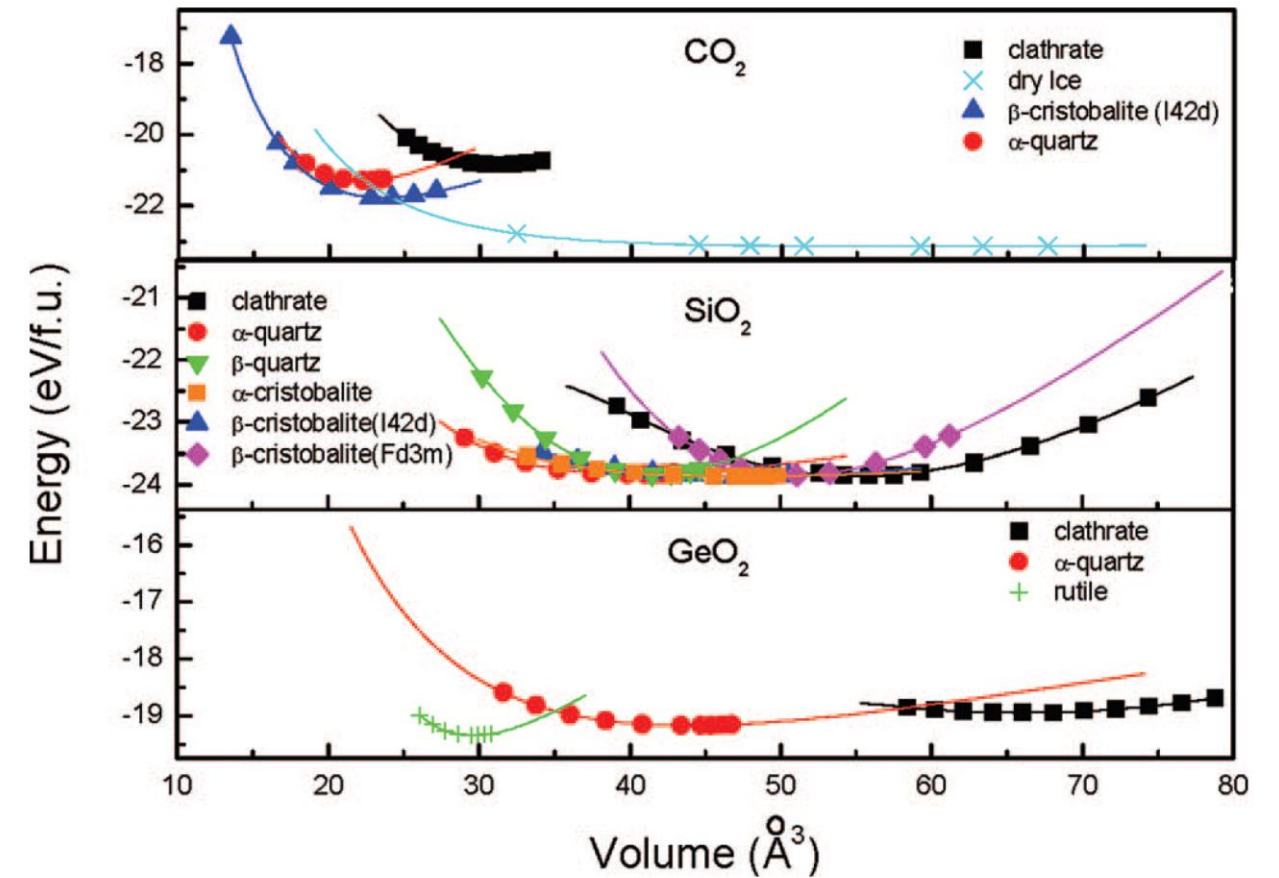 CO₂
-18
-20
-22
clathrate
dry Ice
β-cristobalite (I42d)
α-quartz
SiO₂
-21
-22
-23
-24
clathrate
α-quartz
β-quartz
α-cristobalite
β-cristobalite(I42d)
β-cristobalite(Fd3m)
GeO₂
-16
-17
-18
-19
clathrate
α-quartz
rutile
10 20 30 40 50 60 70 80
Energy (eV/f.u.)
Volume (Å³)